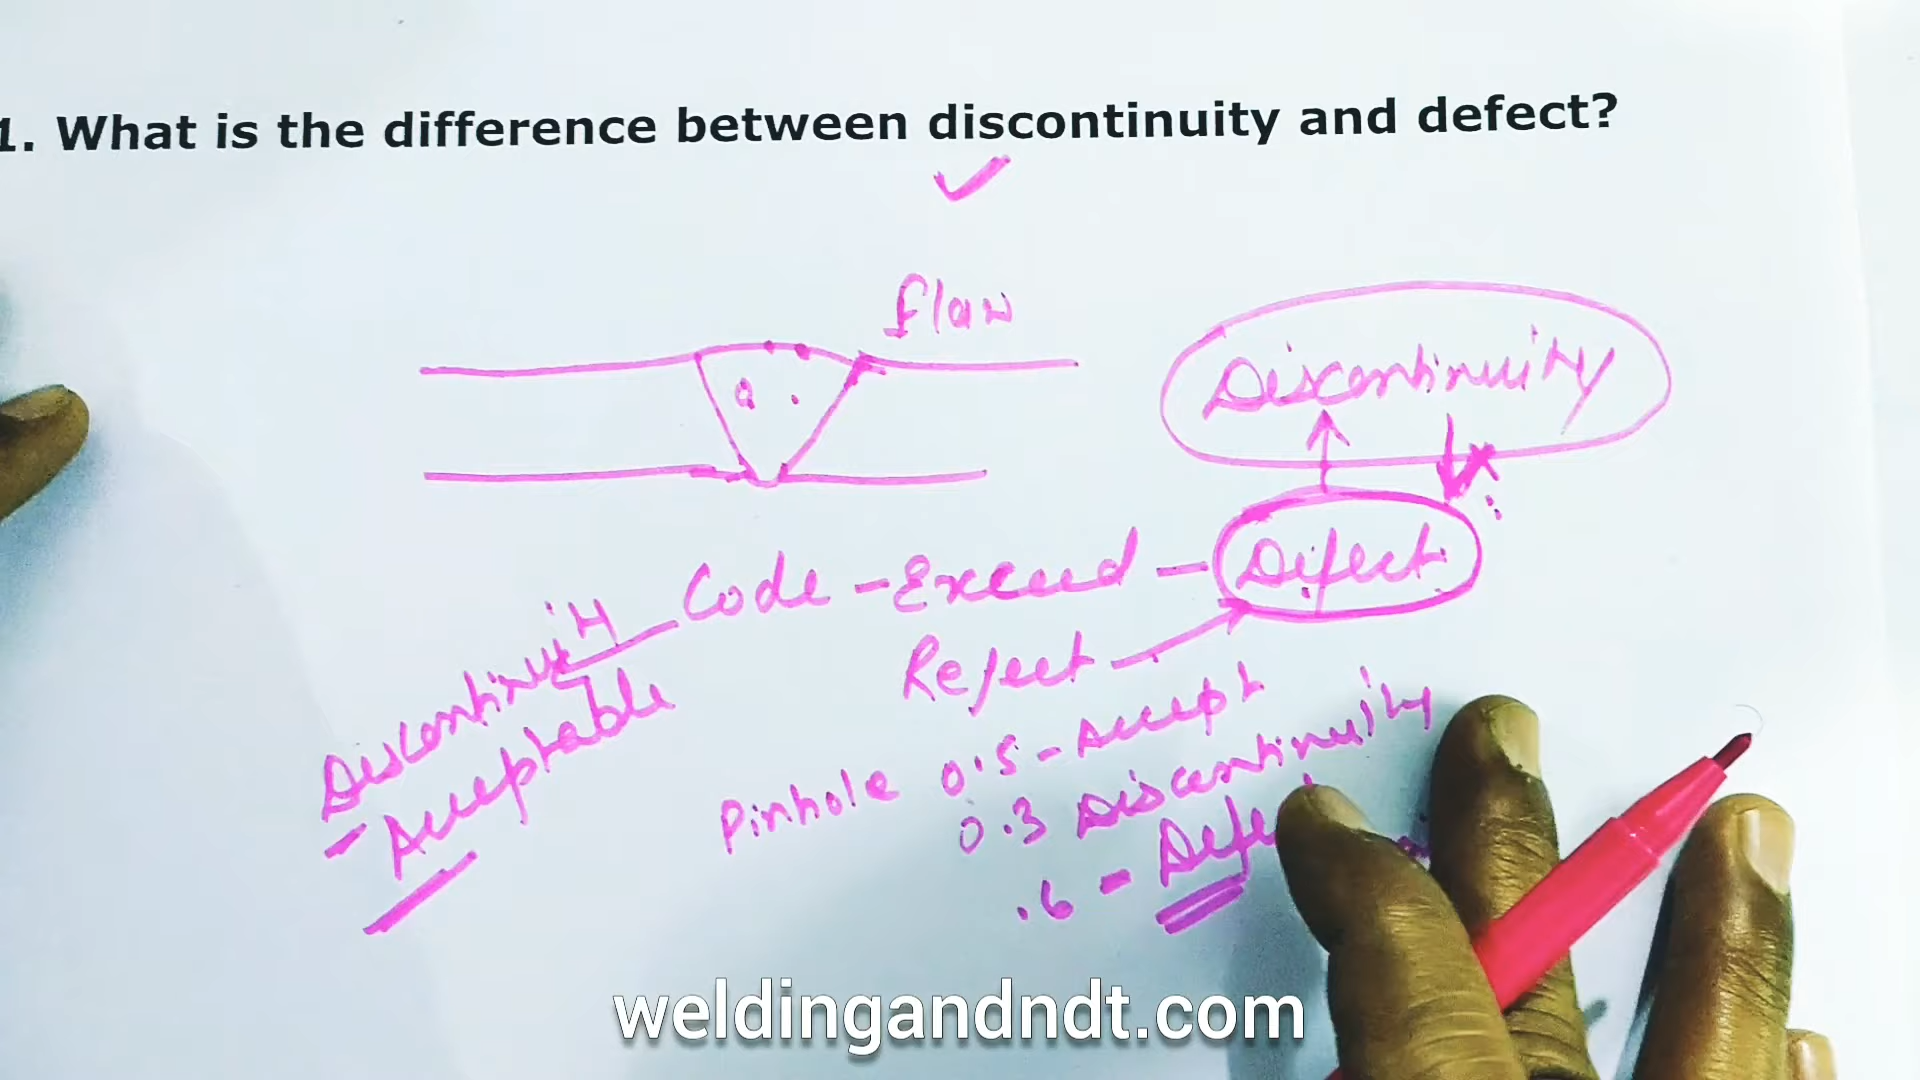 1. What is the difference between discontinuity and defect?
flaw
Discontinuity
Code - Exceed - Difect
Reject
Discontinuity
- Acceptable
Pinhole 0.5 - Accept
0.3 Discontinuity
.6 -
weldingandndt.com